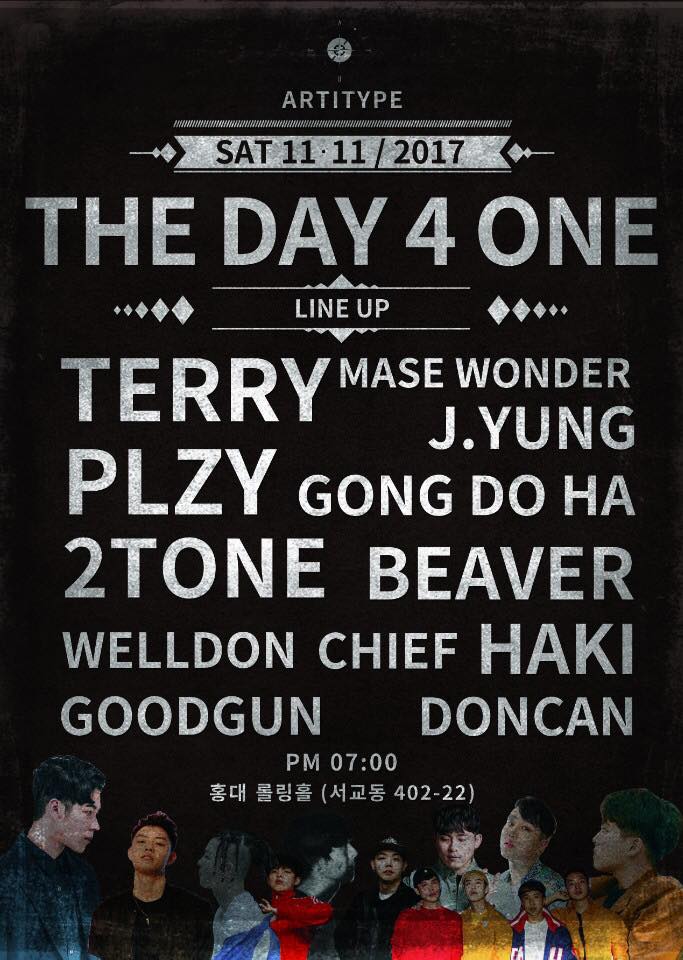 ARTITYPE
SAT 11·11 / 2017
THE DAY 4 ONE
LINE UP
TERRY
MASE WONDER
J.YUNG
PLZY
GONG DO HA
2TONE
BEAVER
WELLDON
CHIEF
HAKI
GOODGUN
DONCAN
PM 07:00
홍대 롤링홀 (서교동 402-22)